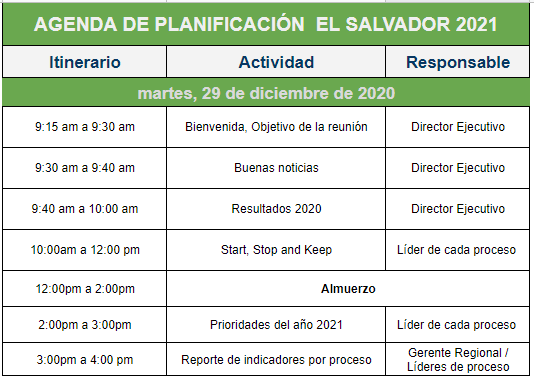 AGENDA DE PLANIFICACIÓN  EL SALVADOR 2021
Itinerario Actividad Responsable
martes, 29 de diciembre de 2020
9:15 am a 9:30 am Bienvenida, Objetivo de la reunión Director Ejecutivo
9:30 am a 9:40 am Buenas noticias Director Ejecutivo
9:40 am a 10:00 am Resultados 2020 Director Ejecutivo
10:00am a 12:00 pm Start, Stop and Keep Líder de cada proceso
12:00pm a 2:00pm Almuerzo
2:00pm a 3:00pm Prioridades del año 2021 Líder de cada proceso
3:00pm a 4:00 pm Reporte de indicadores por proceso Gerente Regional /
Líderes de proceso